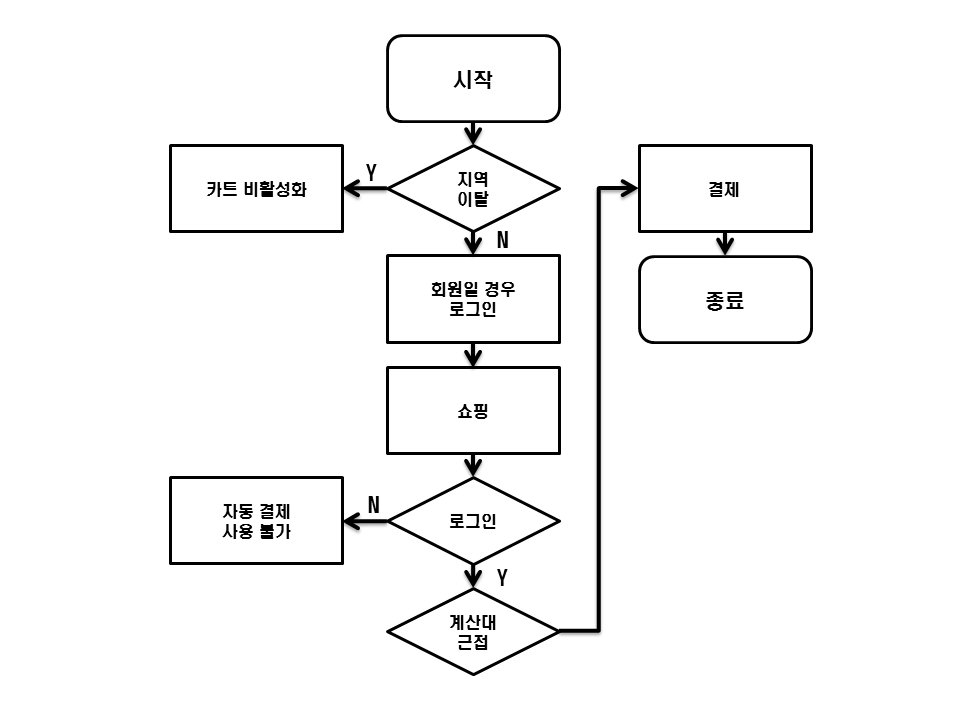 시작
지역
이탈
Y
카트 비활성화
N
회원일 경우
로그인
쇼핑
로그인
N
자동 결제
사용 불가
Y
계산대
근접
결제
종료